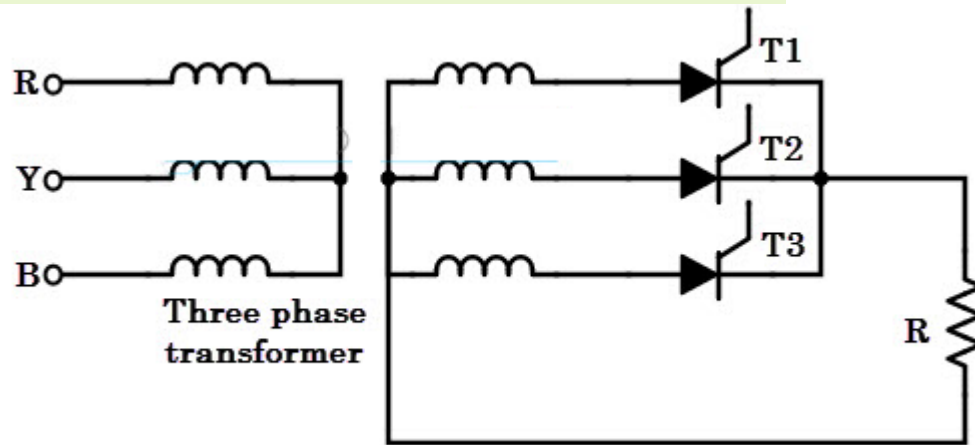 R
T1
Y
T2
B
T3
Three phase
transformer
R